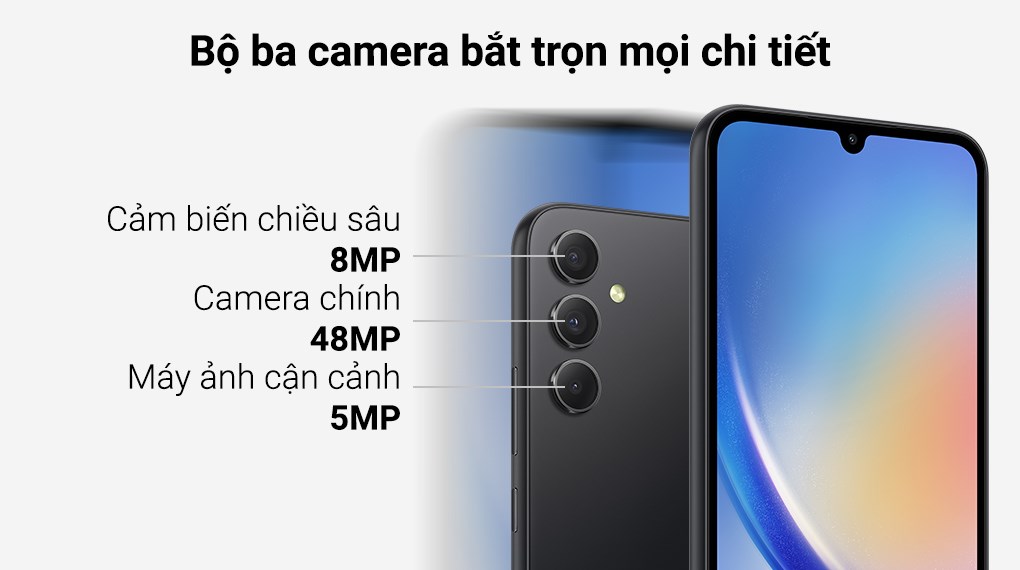 Bộ ba camera bắt trọn mọi chi tiết
Cảm biến chiều sâu
8MP
Camera chính
48MP
Máy ảnh cận cảnh
5MP